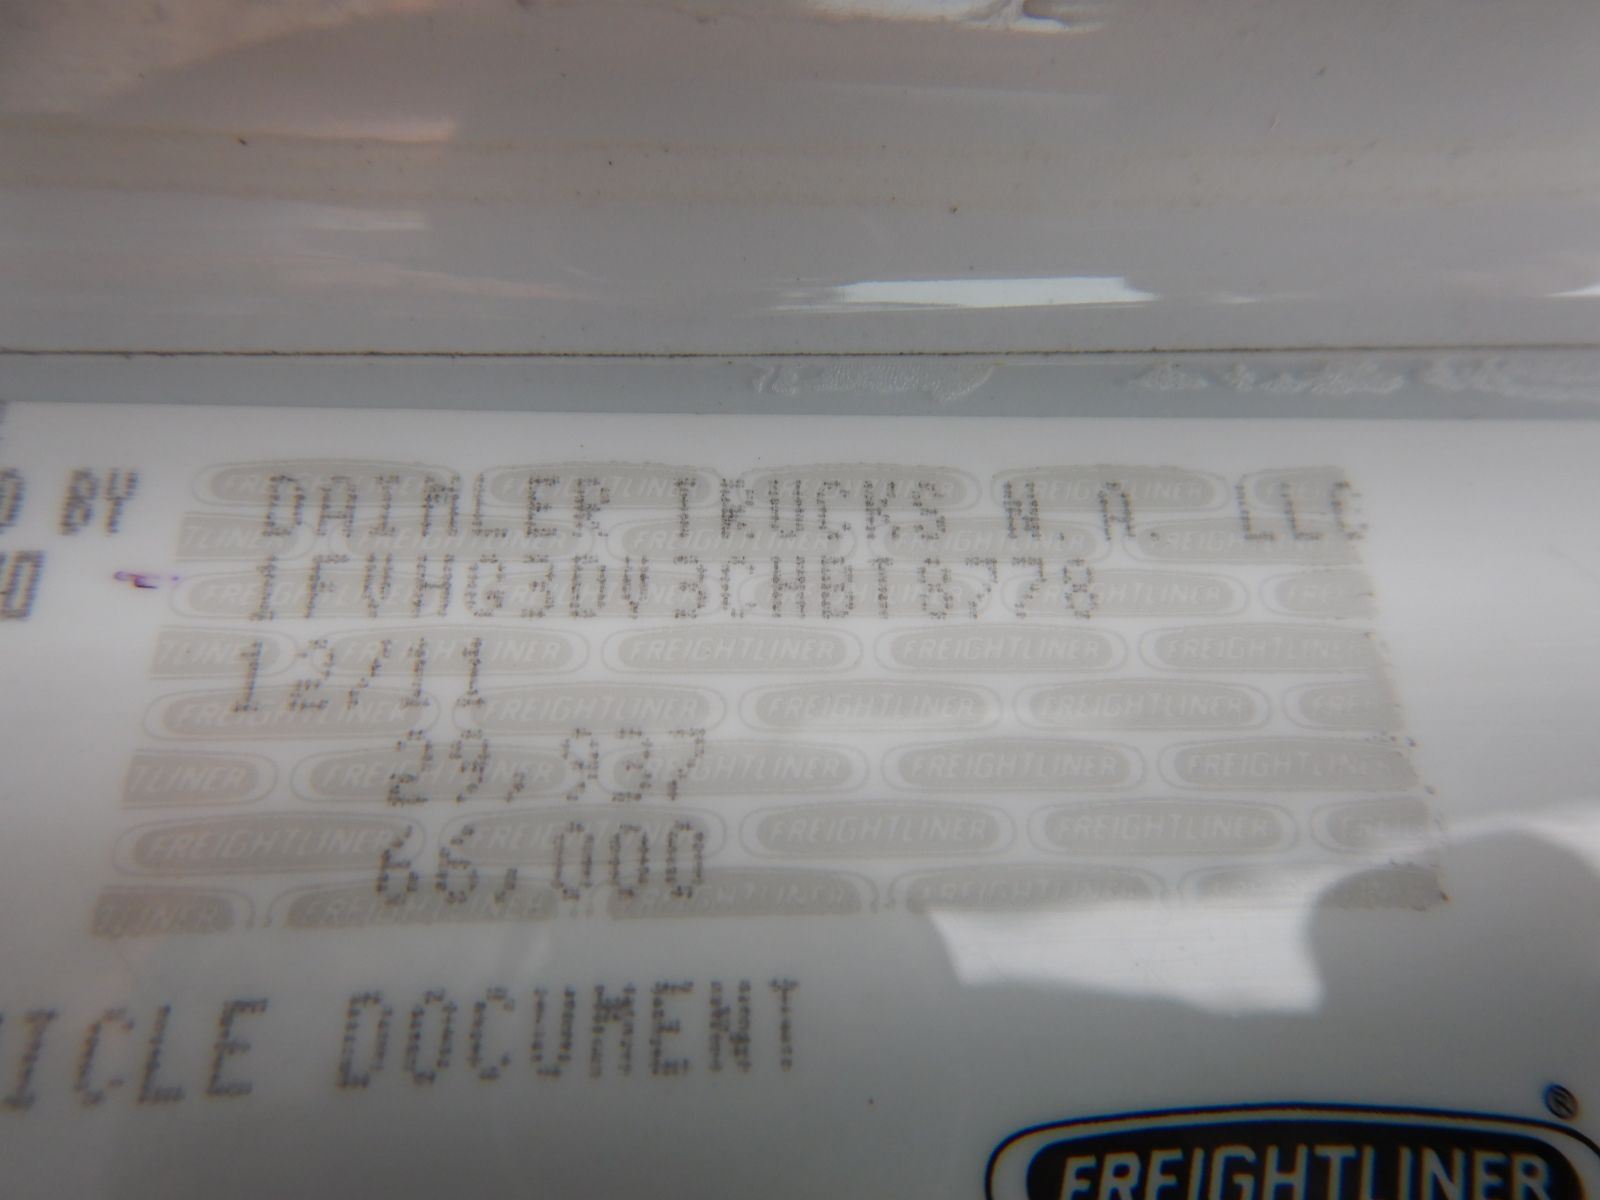 BY DAIMLER TRUCKS N.A. LLC
1FVHG3DV3CHBT8778
12/11
29,937
66,000
ICLE DOCUMENT
FREIGHTLINER®